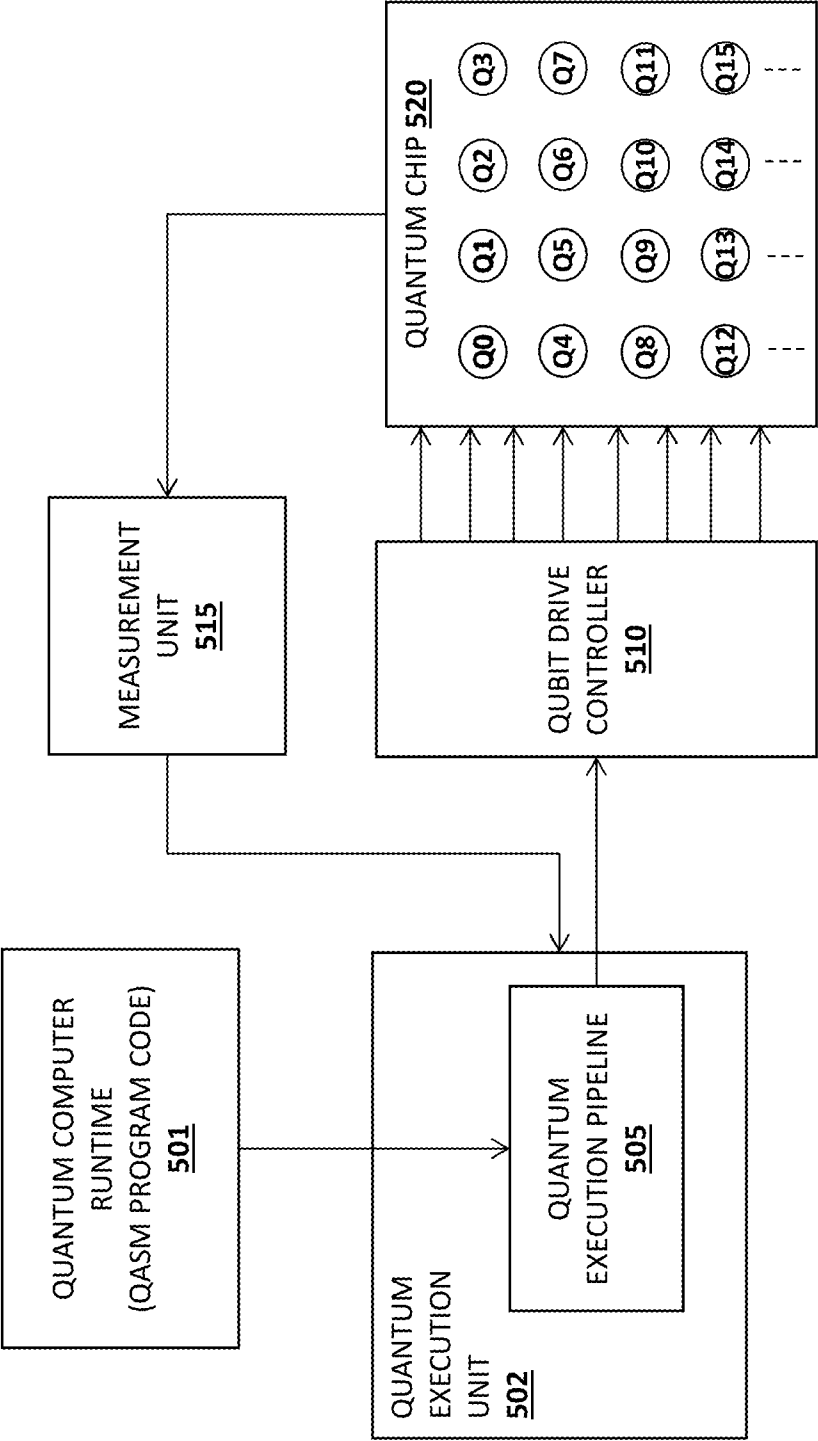 QUANTUM COMPUTER
RUNTIME
(QASM PROGRAM CODE)
501
MEASUREMENT
UNIT
515
QUANTUM
EXECUTION
UNIT
502
QUANTUM
EXECUTION PIPELINE
505
QUBIT DRIVE
CONTROLLER
510
QUANTUM CHIP 520
Q0 Q1 Q2 Q3
Q4 Q5 Q6 Q7
Q8 Q9 Q10 Q11
Q12 Q13 Q14 Q15